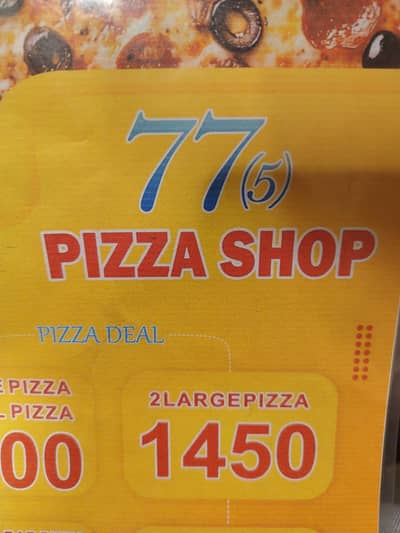 77(5)
PIZZA SHOP
PIZZA DEAL
PIZZA
PIZZA
00
2LARGEPIZZA
1450